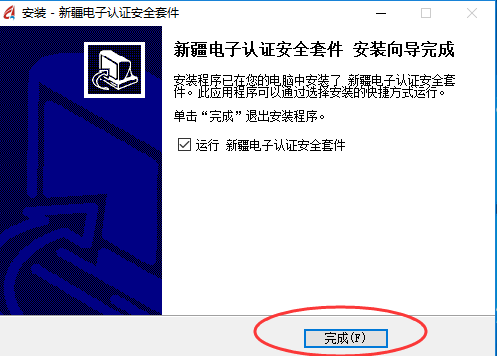 安装 - 新疆电子认证安全套件
新疆电子认证安全套件 安装向导完成
安装程序已在您的电脑中安装了 新疆电子认证安全套
件。此应用程序可以通过选择安装的快捷方式运行。
单击“完成”退出安装程序。
运行 新疆电子认证安全套件
完成(F)